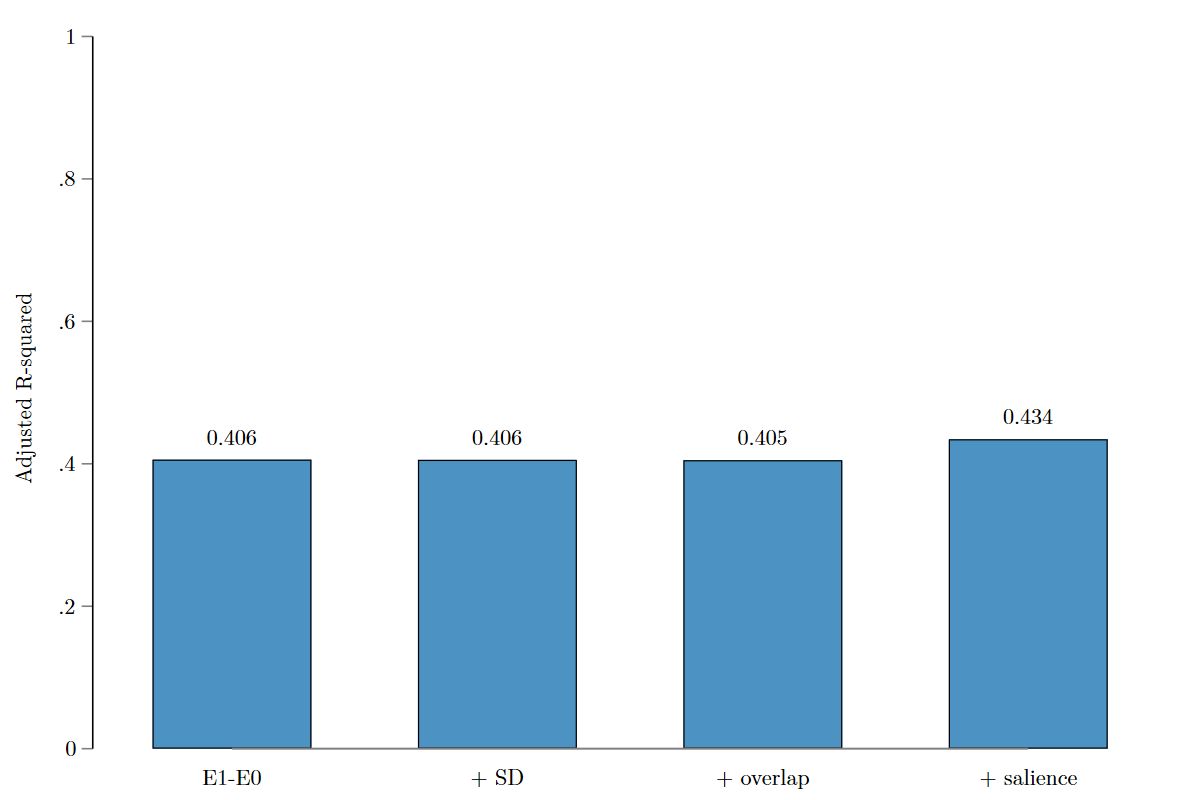 1
.8
.6
.4
.2
0
Adjusted R-squared
0.406
0.406
0.405
0.434
E1-E0
+ SD
+ overlap
+ salience